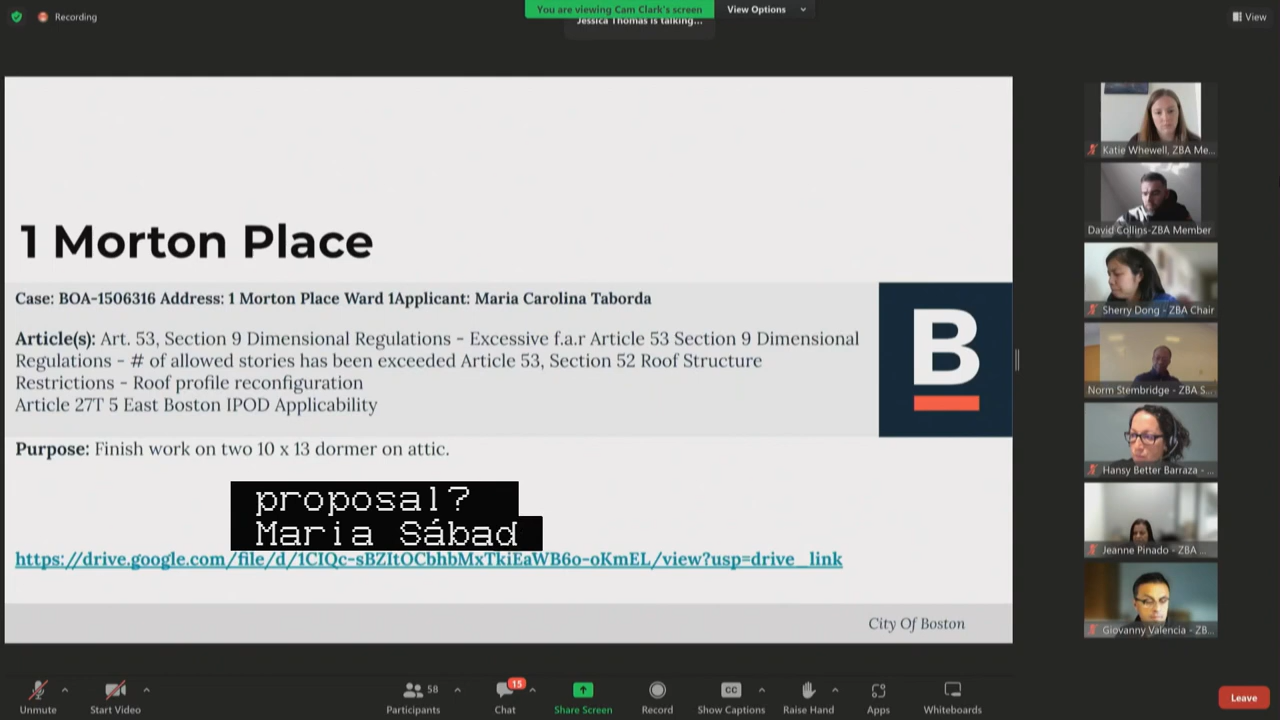 Recording
You are viewing Cam Clark's screen
View Options
Jessica Thomas is talking...
View
1 Morton Place
Case: BOA-1506316 Address: 1 Morton Place Ward 1Applicant: Maria Carolina Taborda
Article(s): Art. 53, Section 9 Dimensional Regulations - Excessive f.a.r Article 53 Section 9 Dimensional
Regulations - # of allowed stories has been exceeded Article 53, Section 52 Roof Structure
Restrictions - Roof profile reconfiguration
Article 27T 5 East Boston IPOD Applicability
B
Purpose: Finish work on two 10 x 13 dormer on attic.
proposal?
Maria Sábad
https://drive.google.com/file/d/1CIQc-sBZItOCbhbMxTkiEaWB6o-oKmEL/view?usp=drive_link
City Of Boston
Katie Whewell, ZBA Me...
David Collins-ZBA Member
Sherry Dong - ZBA Chair
Norm Stembridge - ZBA S...
Hansy Better Barraza - ...
Jeanne Pinado - ZBA ...
Giovanny Valencia - ZB...
Unmute
Start Video
58
Participants
15
Chat
Share Screen
Record
CC
Show Captions
Raise Hand
Apps
Whiteboards
Leave